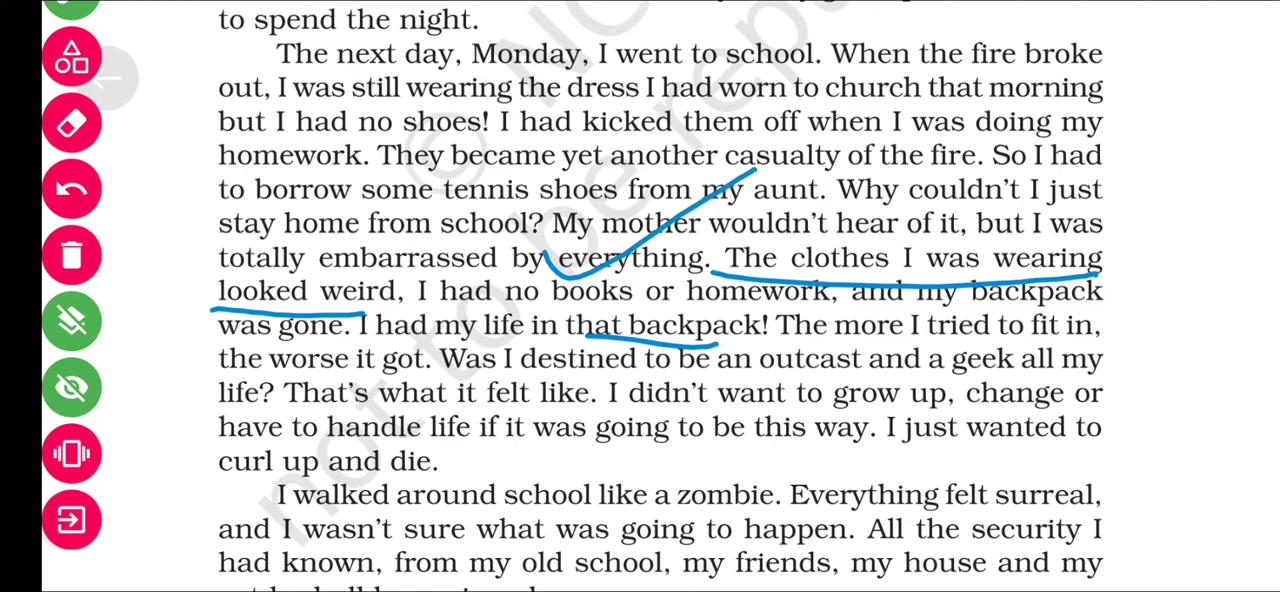 to spend the night.
The next day, Monday, I went to school. When the fire broke
out, I was still wearing the dress I had worn to church that morning
but I had no shoes! I had kicked them off when I was doing my
homework. They became yet another casualty of the fire. So I had
to borrow some tennis shoes from my aunt. Why couldn't I just
stay home from school? My mother wouldn't hear of it, but I was
totally embarrassed by everything. The clothes I was wearing
looked weird, I had no books or homework, and my backpack
was gone. I had my life in that backpack! The more I tried to fit in,
the worse it got. Was I destined to be an outcast and a geek all my
life? That's what it felt like. I didn't want to grow up, change or
have to handle life if it was going to be this way. I just wanted to
curl up and die.
I walked around school like a zombie. Everything felt surreal,
and I wasn't sure what was going to happen. All the security I
had known, from my old school, my friends, my house and my
not to be rep